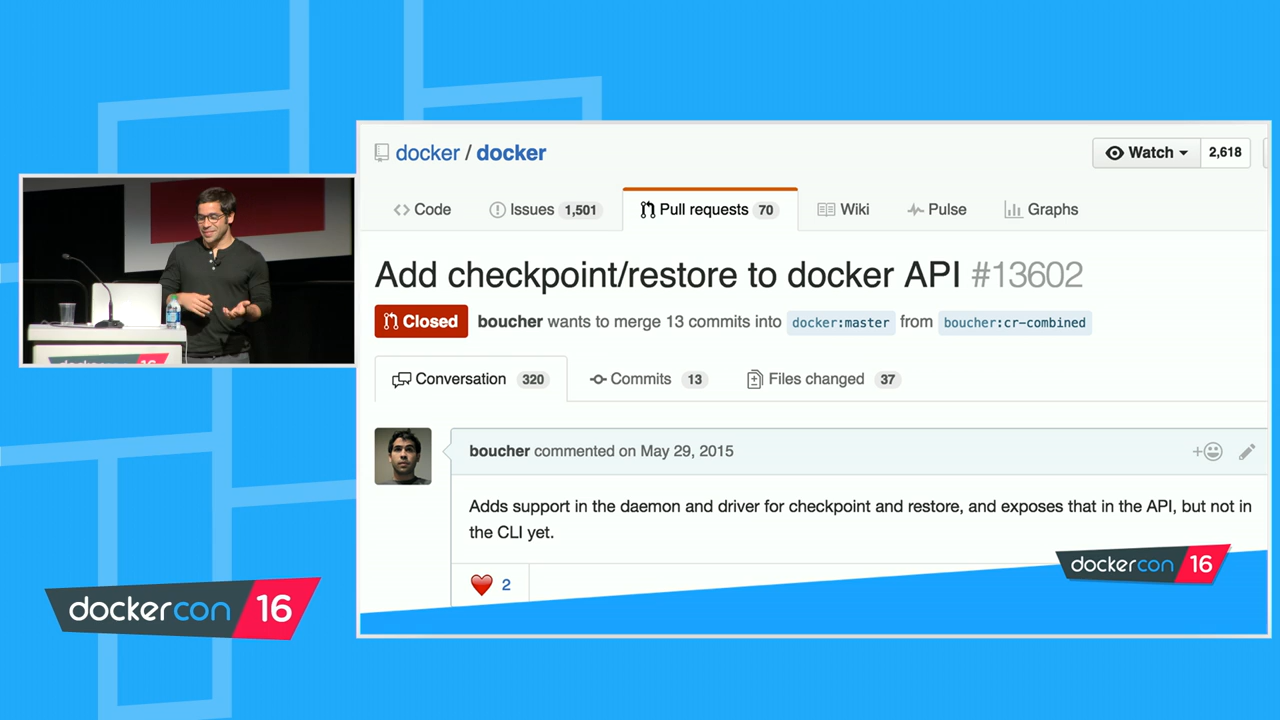 docker / docker
Watch 2,618
Code Issues 1,501 Pull requests 70 Wiki Pulse Graphs
Add checkpoint/restore to docker API #13602
Closed boucher wants to merge 13 commits into docker:master from boucher:cr-combined
Conversation 320 Commits 13 Files changed 37
boucher commented on May 29, 2015
Adds support in the daemon and driver for checkpoint and restore, and exposes that in the API, but not in
the CLI yet.
2
dockercon 16
dockercon 16